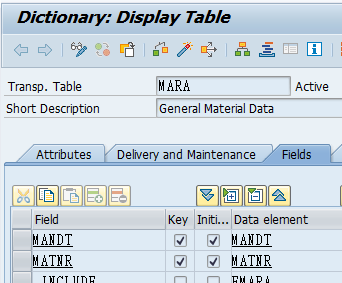 Dictionary: Display Table
Transp. Table MARA Active
Short Description General Material Data
Attributes Delivery and Maintenance Fields
Field Key Initi... Data element
MANDT MANDT
MATNR MATNR
.INCLUDE EMARA